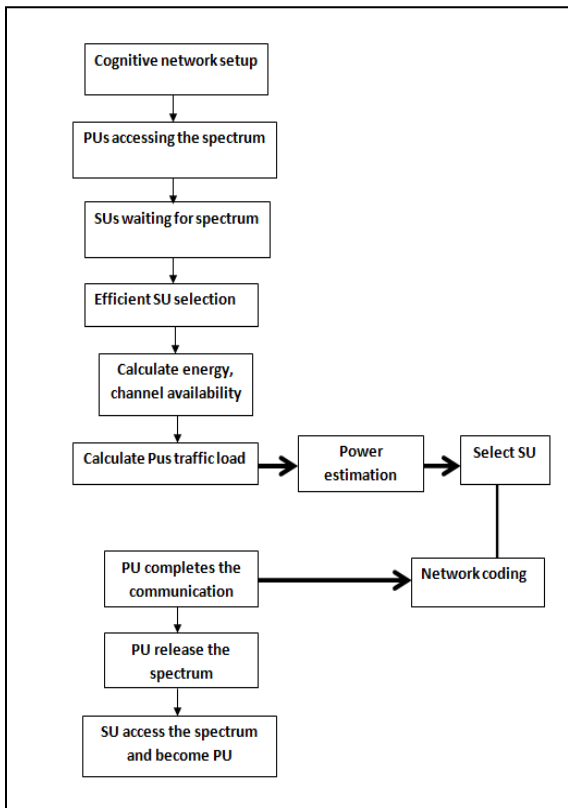 Cognitive network setup
PUs accessing the spectrum
SUs waiting for spectrum
Efficient SU selection
Calculate energy,
channel availability
Calculate Pus traffic load
Power
estimation
Select SU
Network coding
PU completes the
communication
PU release the
spectrum
SU access the spectrum
and become PU